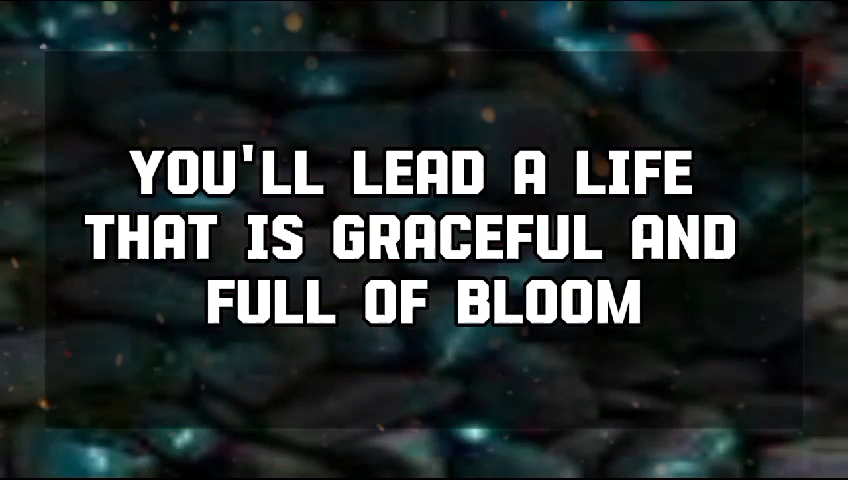 YOU'LL LEAD A LIFE
THAT IS GRACEFUL AND
FULL OF BLOOM